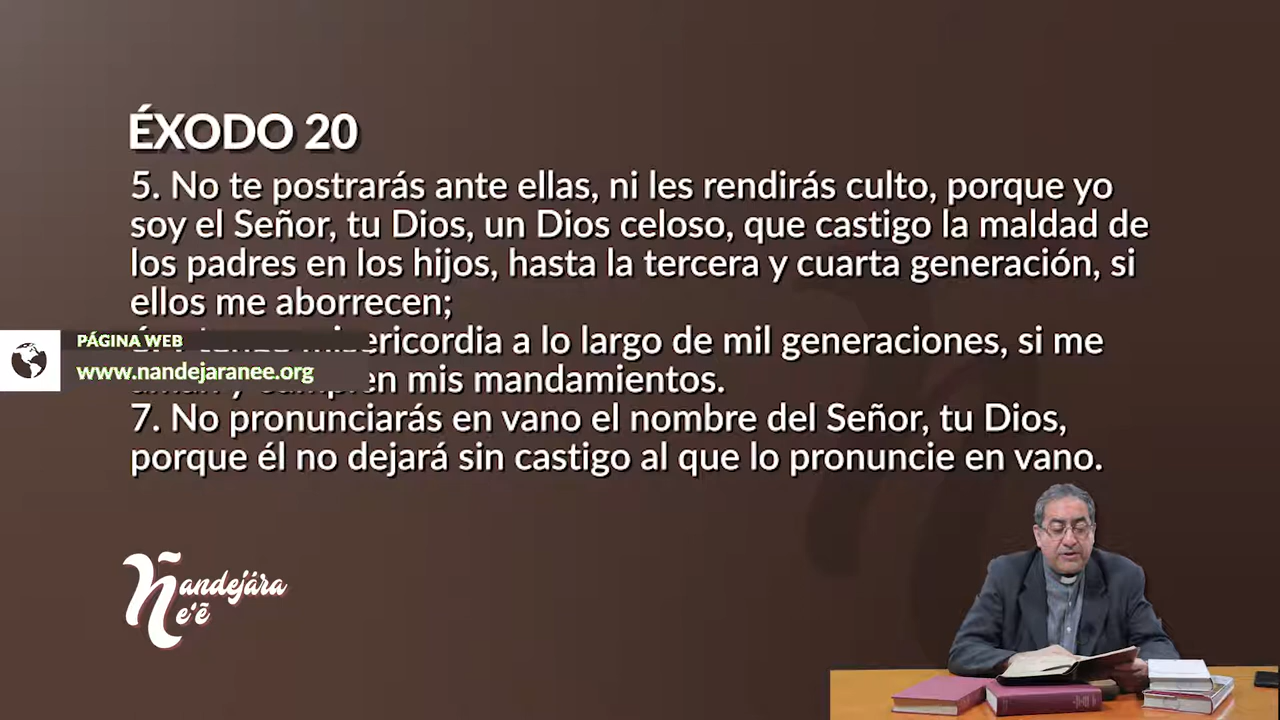 ÉXODO 20
5. No te postrarás ante ellas, ni les rendirás culto, porque yo
soy el Señor, tu Dios, un Dios celoso, que castigo la maldad de
los padres en los hijos, hasta la tercera y cuarta generación, si
ellos me aborrecen;
misericordia a lo largo de mil generaciones, si me
PÁGINA WEB
www.nandejaranee.org
mis mandamientos.
7. No pronunciarás en vano el nombre del Señor, tu Dios,
porque él no dejará sin castigo al que lo pronuncie en vano.
Ñandejára
Ñe'ẽ